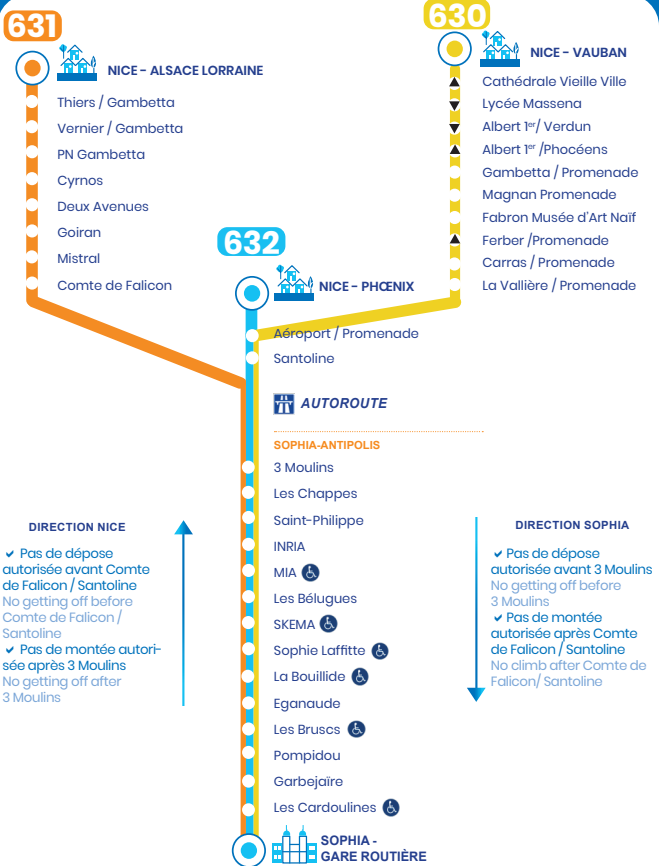 631
NICE - ALSACE LORRAINE
Thiers / Gambetta
Vernier / Gambetta
PN Gambetta
Cyrnos
Deux Avenues
Goiran
Mistral
Comte de Falicon
630
NICE - VAUBAN
Cathédrale Vieille Ville
Lycée Massena
Albert 1er/ Verdun
Albert 1er /Phocéens
Gambetta / Promenade
Magnan Promenade
Fabron Musée d'Art Naïf
Ferber /Promenade
Carras / Promenade
La Vallière / Promenade
632
NICE - PHŒNIX
Aéroport / Promenade
Santoline
AUTOROUTE
SOPHIA-ANTIPOLIS
3 Moulins
Les Chappes
Saint-Philippe
INRIA
MIA
Les Bélugues
SKEMA
Sophie Laffitte
La Bouillide
Eganaude
Les Bruscs
Pompidou
Garbejaïre
Les Cardoulines
SOPHIA -
GARE ROUTIÈRE
DIRECTION NICE
Pas de dépose
autorisée avant Comte
de Falicon / Santoline
No getting off before
Comte de Falicon /
Santoline
Pas de montée autori-
sée après 3 Moulins
No getting off after
3 Moulins
DIRECTION SOPHIA
Pas de dépose
autorisée avant 3 Moulins
No getting off before
3 Moulins
Pas de montée
autorisée après Comte
de Falicon / Santoline
No climb after Comte de
Falicon/ Santoline